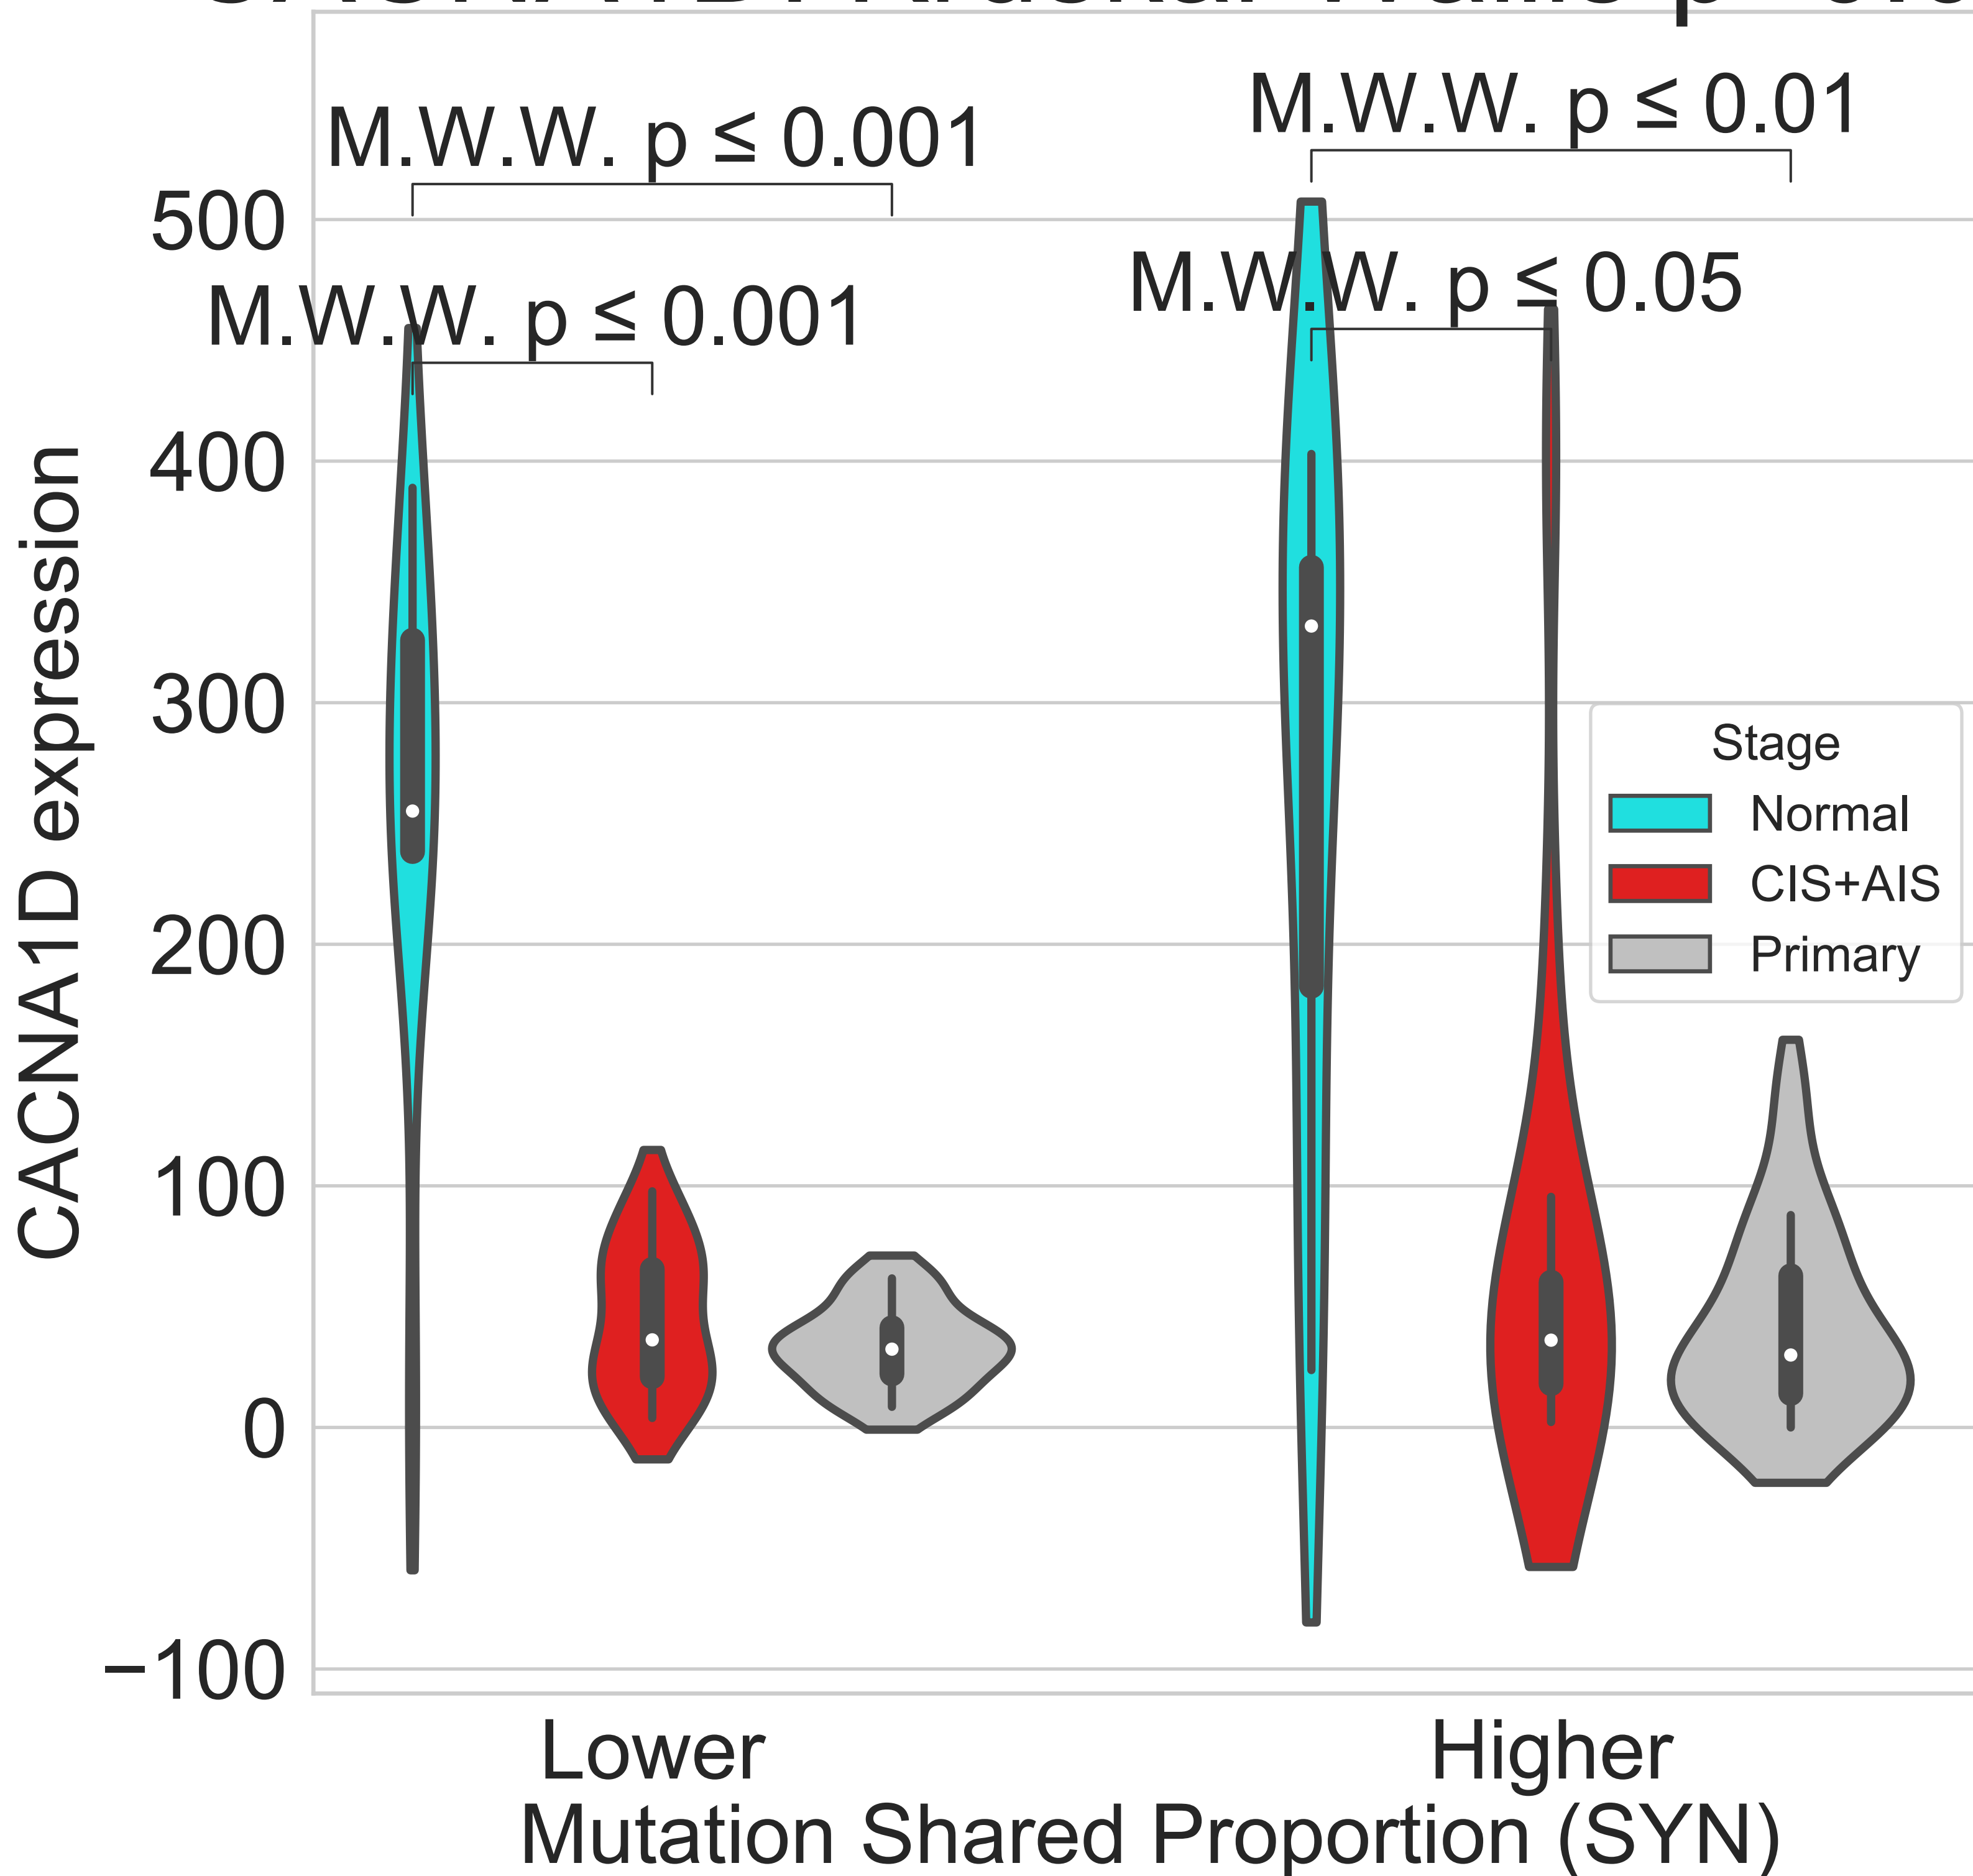 M.W.W. p ≤ 0.01
M.W.W. p ≤ 0.001
M.W.W. p ≤ 0.05
M.W.W. p ≤ 0.001
CACNA1D expression
500
400
300
200
100
0
−100
Stage
Normal
CIS+AIS
Primary
Lower
Higher
Mutation Shared Proportion (SYN)